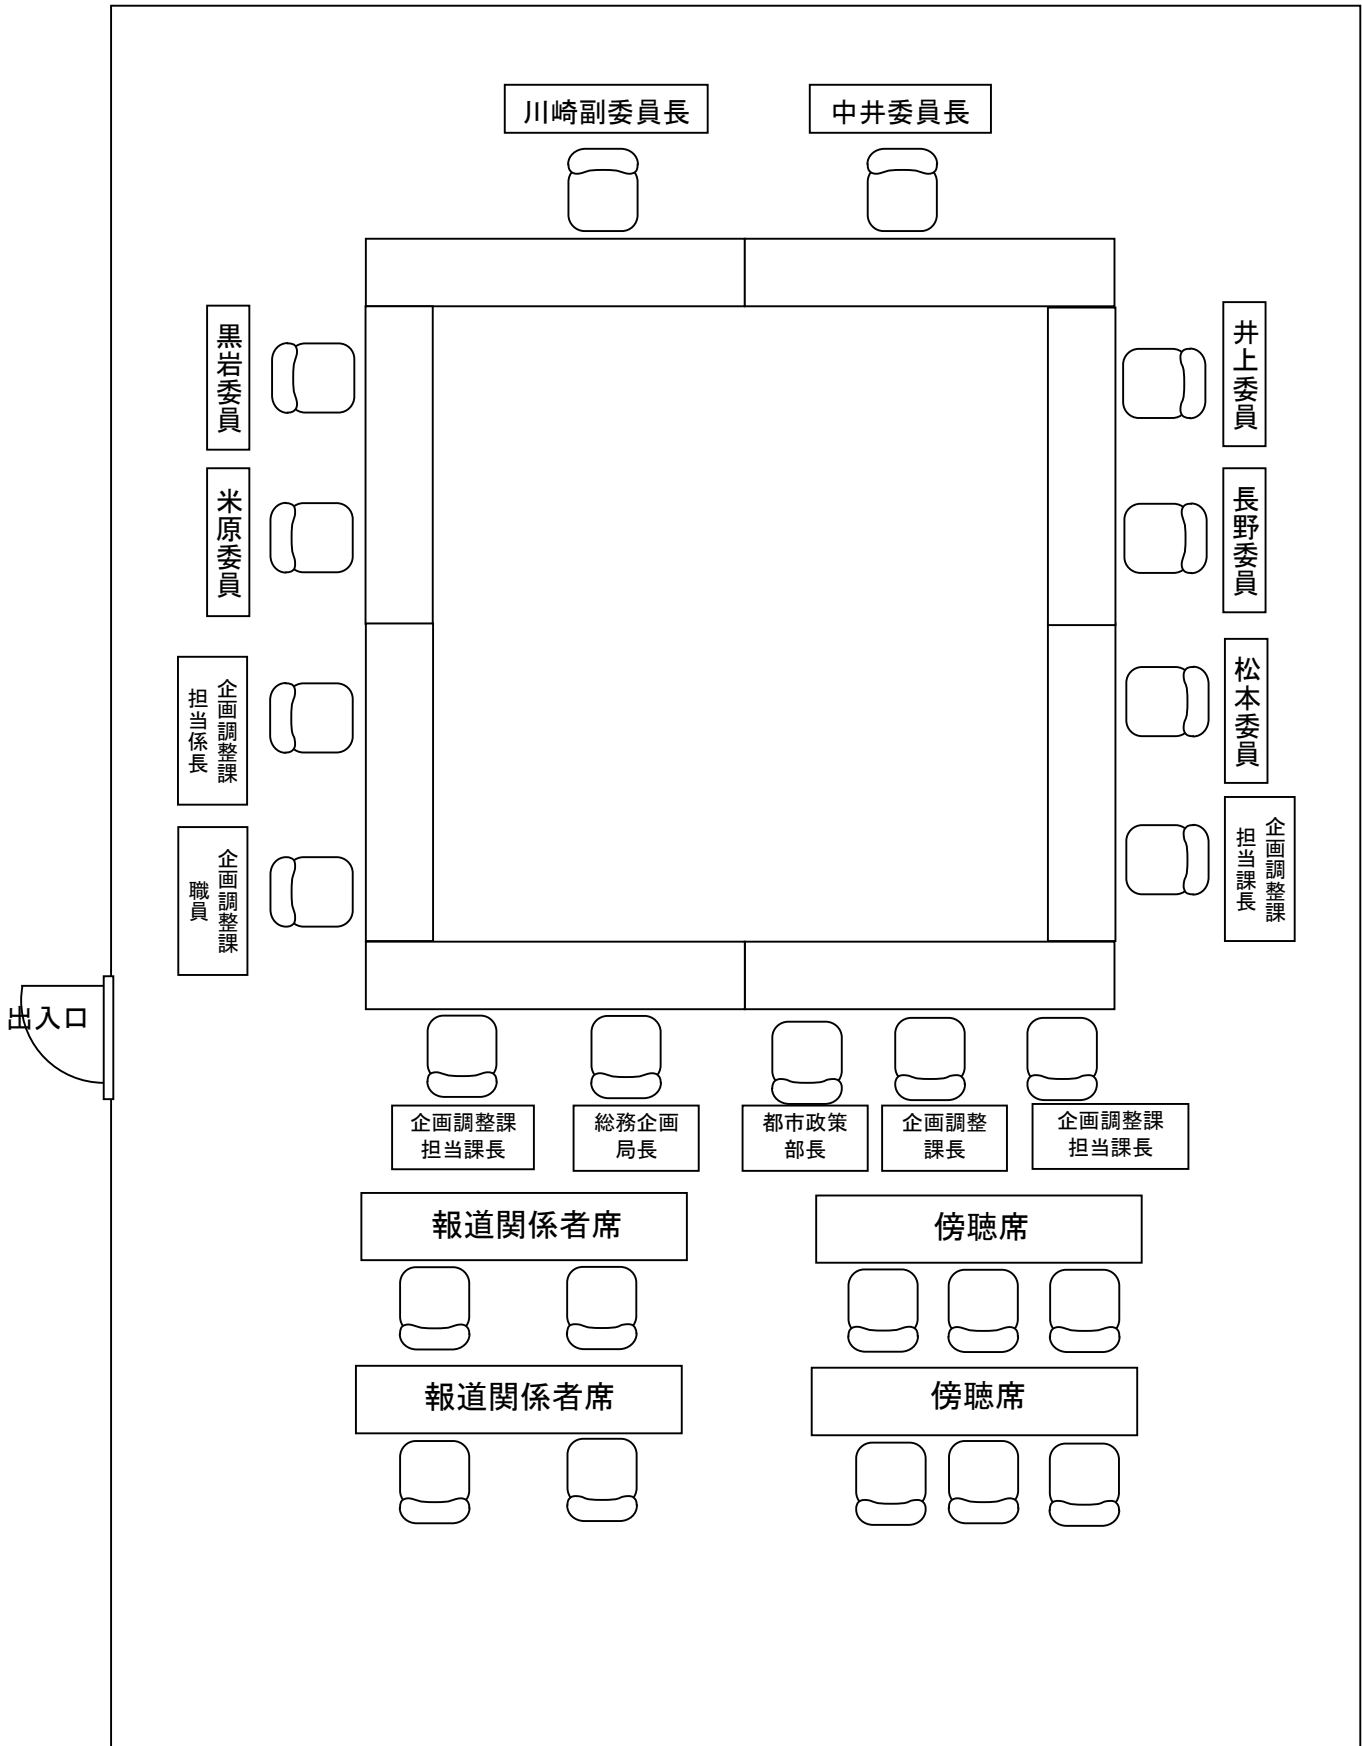 川崎副委員長
中井委員長
黒岩委員
井上委員
米原委員
長野委員
松本委員
企画調整課
担当係長
企画調整課
担当課長
企画調整課
職員
出入口
企画調整課
担当課長
総務企画
局長
都市政策
部長
企画調整
課長
企画調整課
担当課長
報道関係者席
傍聴席
報道関係者席
傍聴席